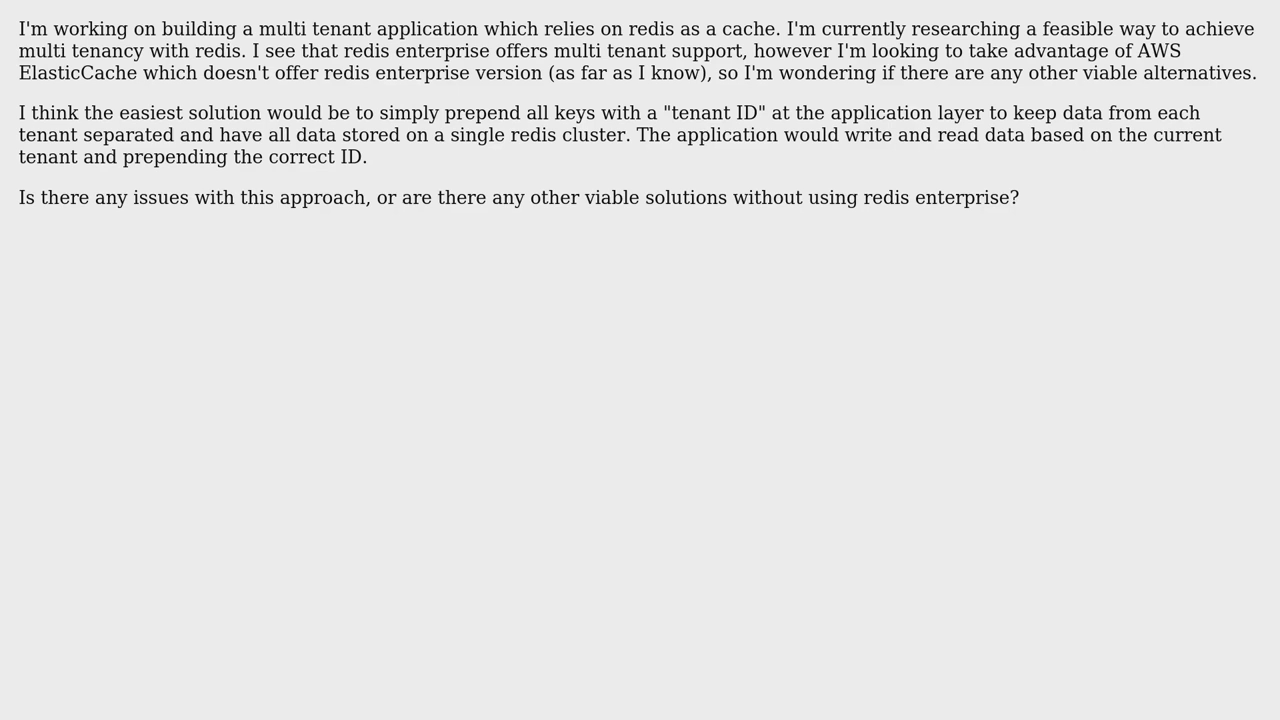 I'm working on building a multi tenant application which relies on redis as a cache. I'm currently researching a feasible way to achieve
multi tenancy with redis. I see that redis enterprise offers multi tenant support, however I'm looking to take advantage of AWS
ElasticCache which doesn't offer redis enterprise version (as far as I know), so I'm wondering if there are any other viable alternatives.
I think the easiest solution would be to simply prepend all keys with a "tenant ID" at the application layer to keep data from each
tenant separated and have all data stored on a single redis cluster. The application would write and read data based on the current
tenant and prepending the correct ID.
Is there any issues with this approach, or are there any other viable solutions without using redis enterprise?